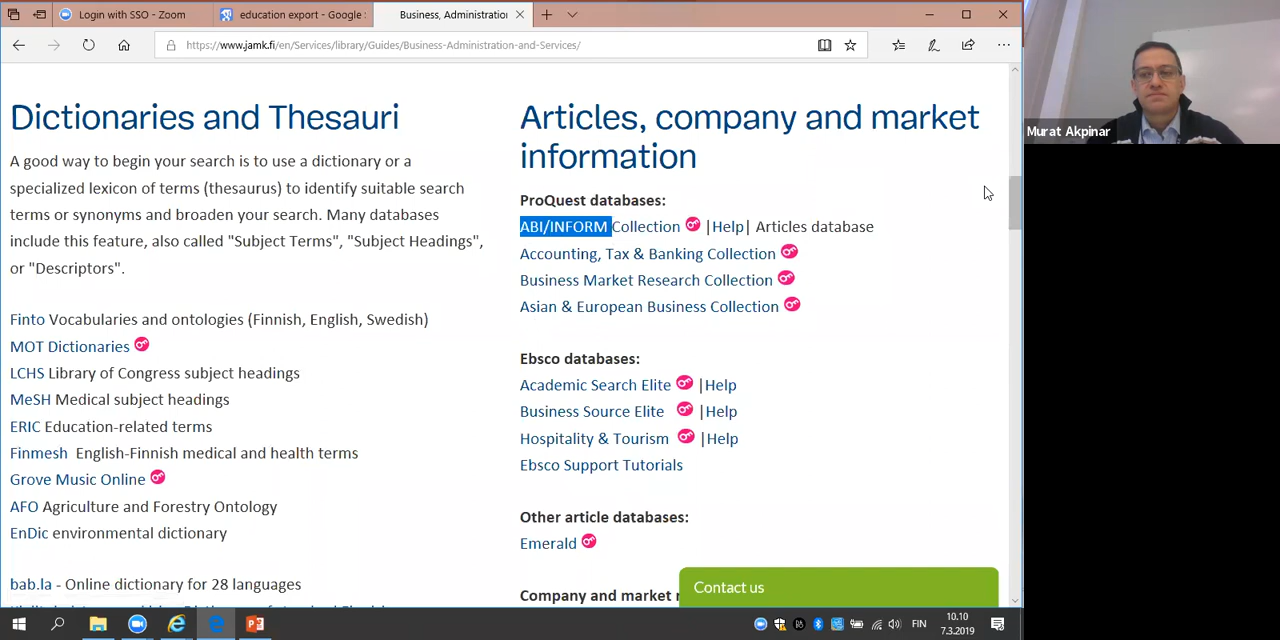 Login with SSO - Zoom
education export - Google
Business, Administration
https://www.jamk.fi/en/Services/library/Guides/Business-Administration-and-Services/
Murat Akpinar
Dictionaries and Thesauri
A good way to begin your search is to use a dictionary or a
specialized lexicon of terms (thesaurus) to identify suitable search
terms or synonyms and broaden your search. Many databases
include this feature, also called "Subject Terms", "Subject Headings",
or "Descriptors".
Finto Vocabularies and ontologies (Finnish, English, Swedish)
MOT Dictionaries
LCHS Library of Congress subject headings
MeSH Medical subject headings
ERIC Education-related terms
Finmesh English-Finnish medical and health terms
Grove Music Online
AFO Agriculture and Forestry Ontology
EnDic environmental dictionary
bab.la - Online dictionary for 28 languages
Articles, company and market
information
ProQuest databases:
ABI/INFORM Collection |Help| Articles database
Accounting, Tax & Banking Collection
Business Market Research Collection
Asian & European Business Collection
Ebsco databases:
Academic Search Elite |Help
Business Source Elite |Help
Hospitality & Tourism |Help
Ebsco Support Tutorials
Other article databases:
Emerald
Company and market
Contact us
FIN
10.10
7.3.2019